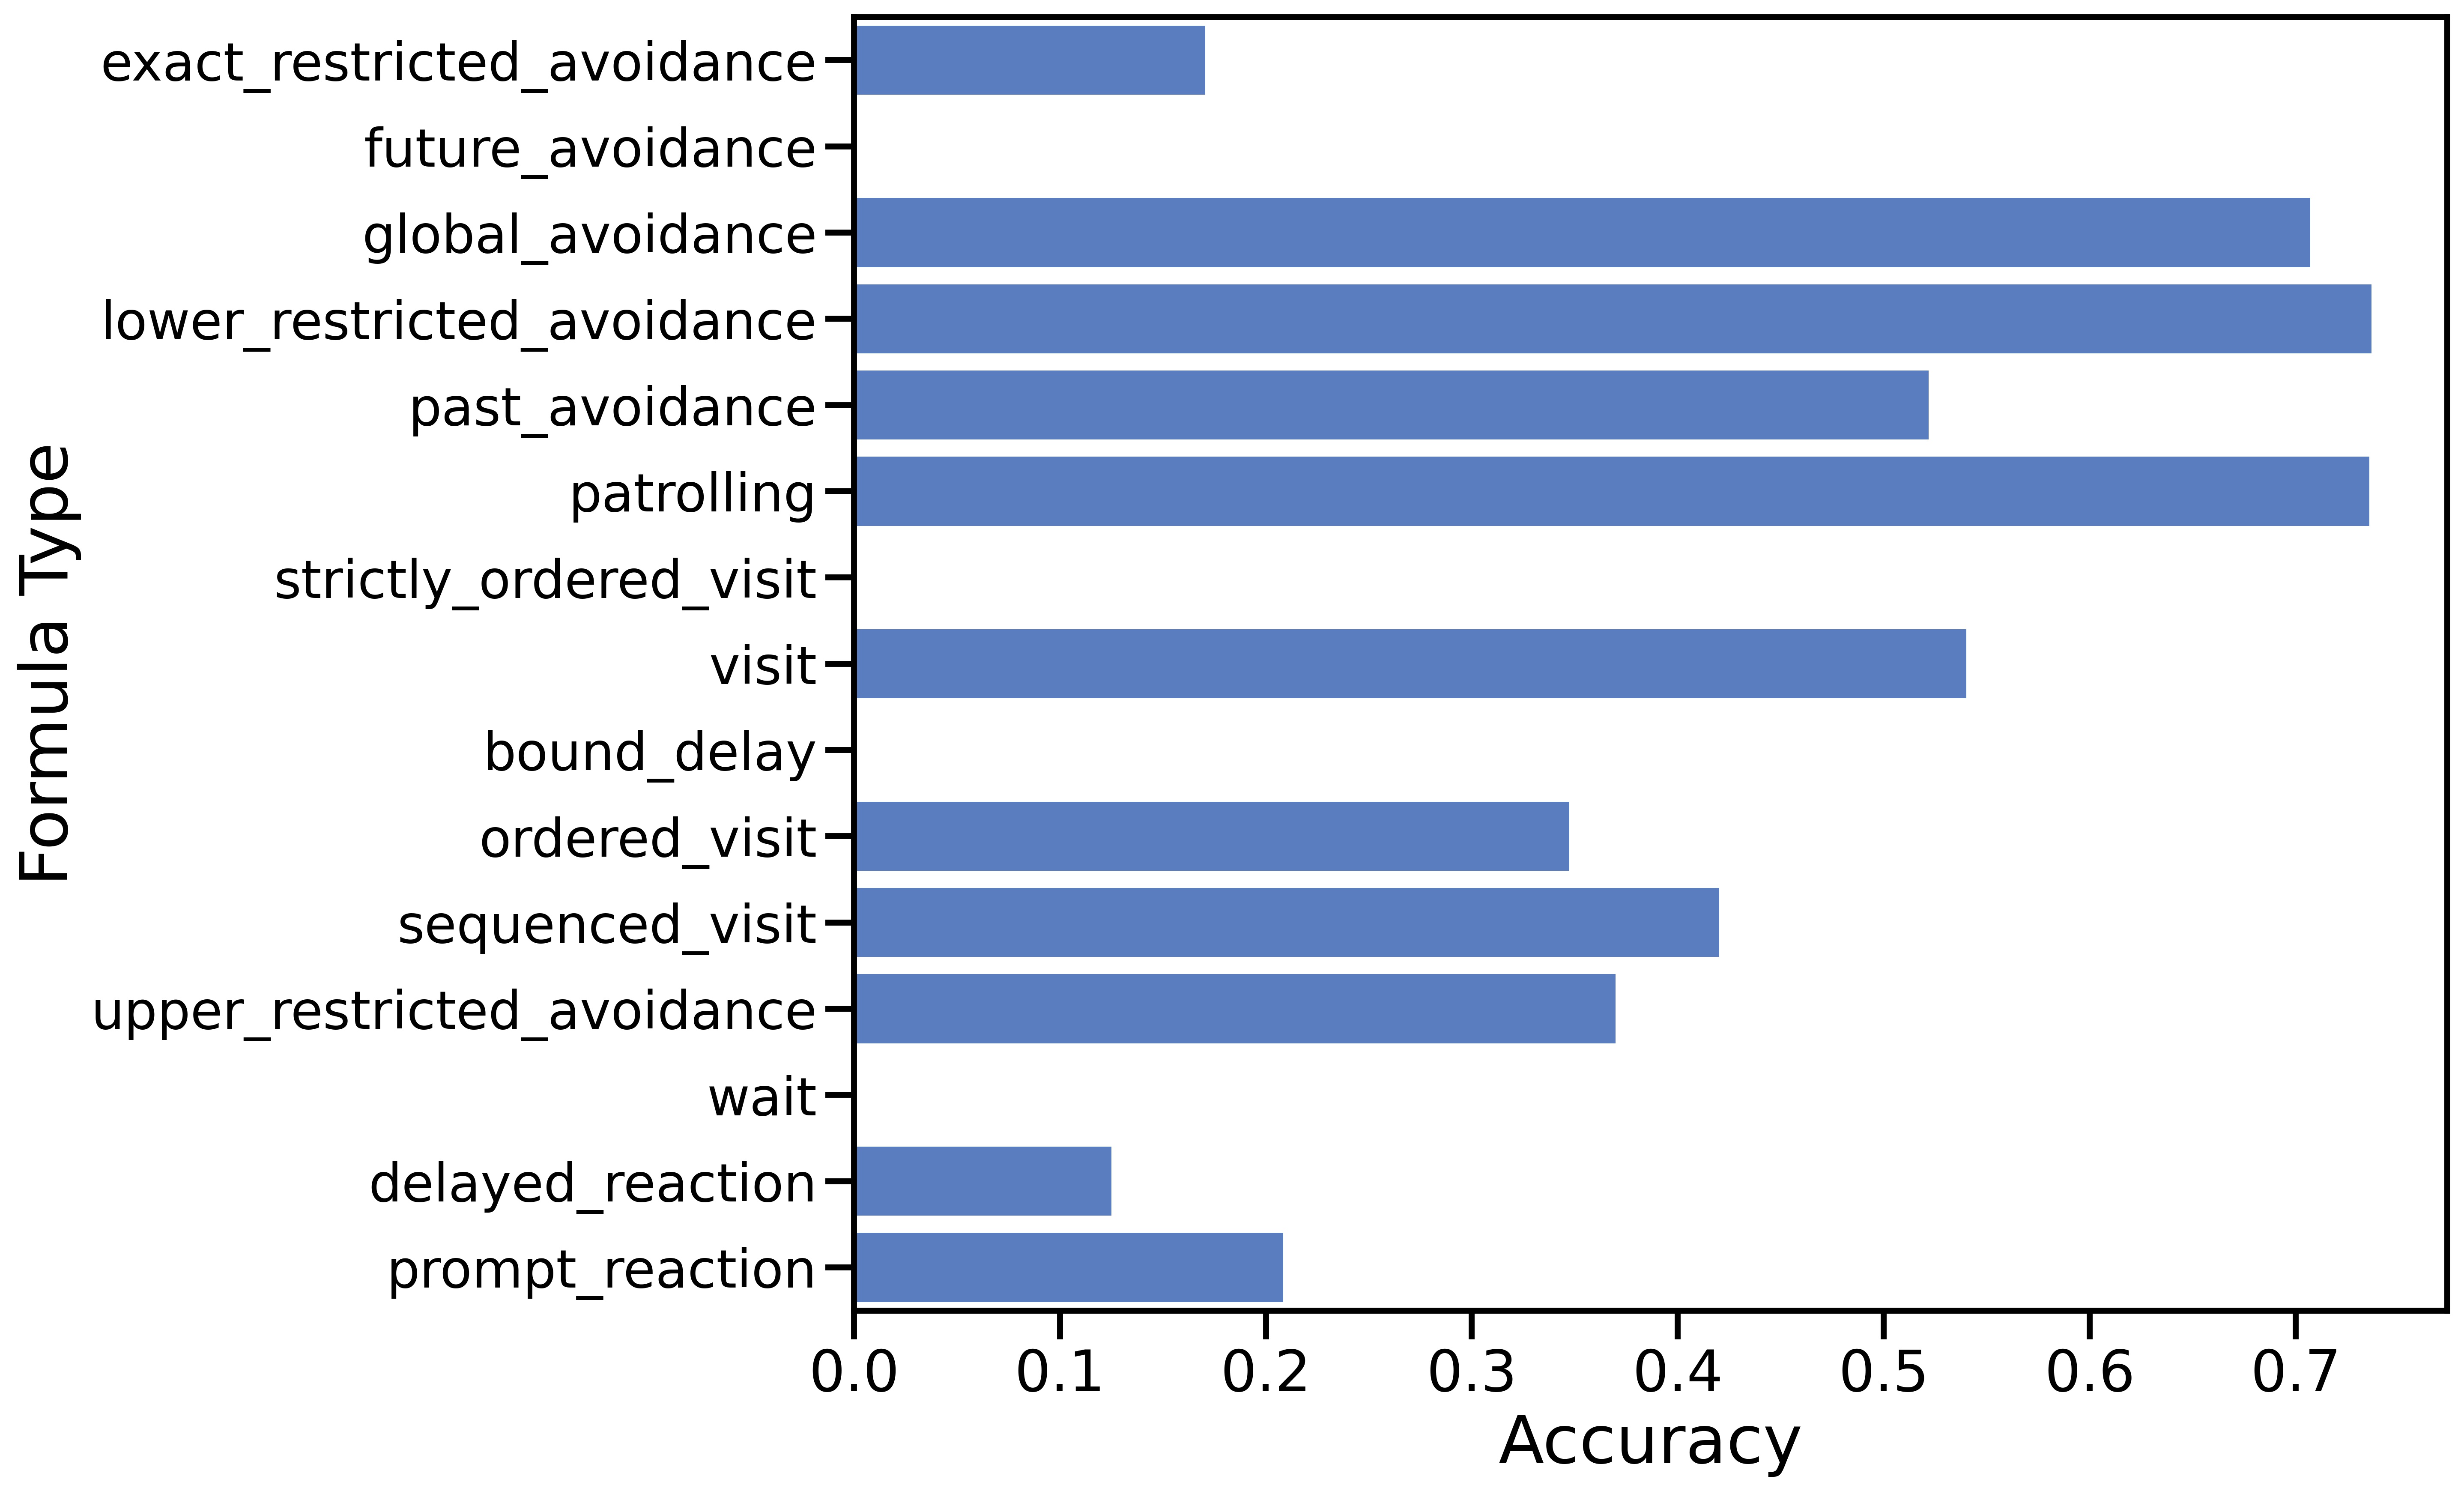 Formula Type
exact_restricted_avoidance
future_avoidance
global_avoidance
lower_restricted_avoidance
past_avoidance
patrolling
strictly_ordered_visit
visit
bound_delay
ordered_visit
sequenced_visit
upper_restricted_avoidance
wait
delayed_reaction
prompt_reaction
0.0 0.1 0.2 0.3 0.4 0.5 0.6 0.7
Accuracy